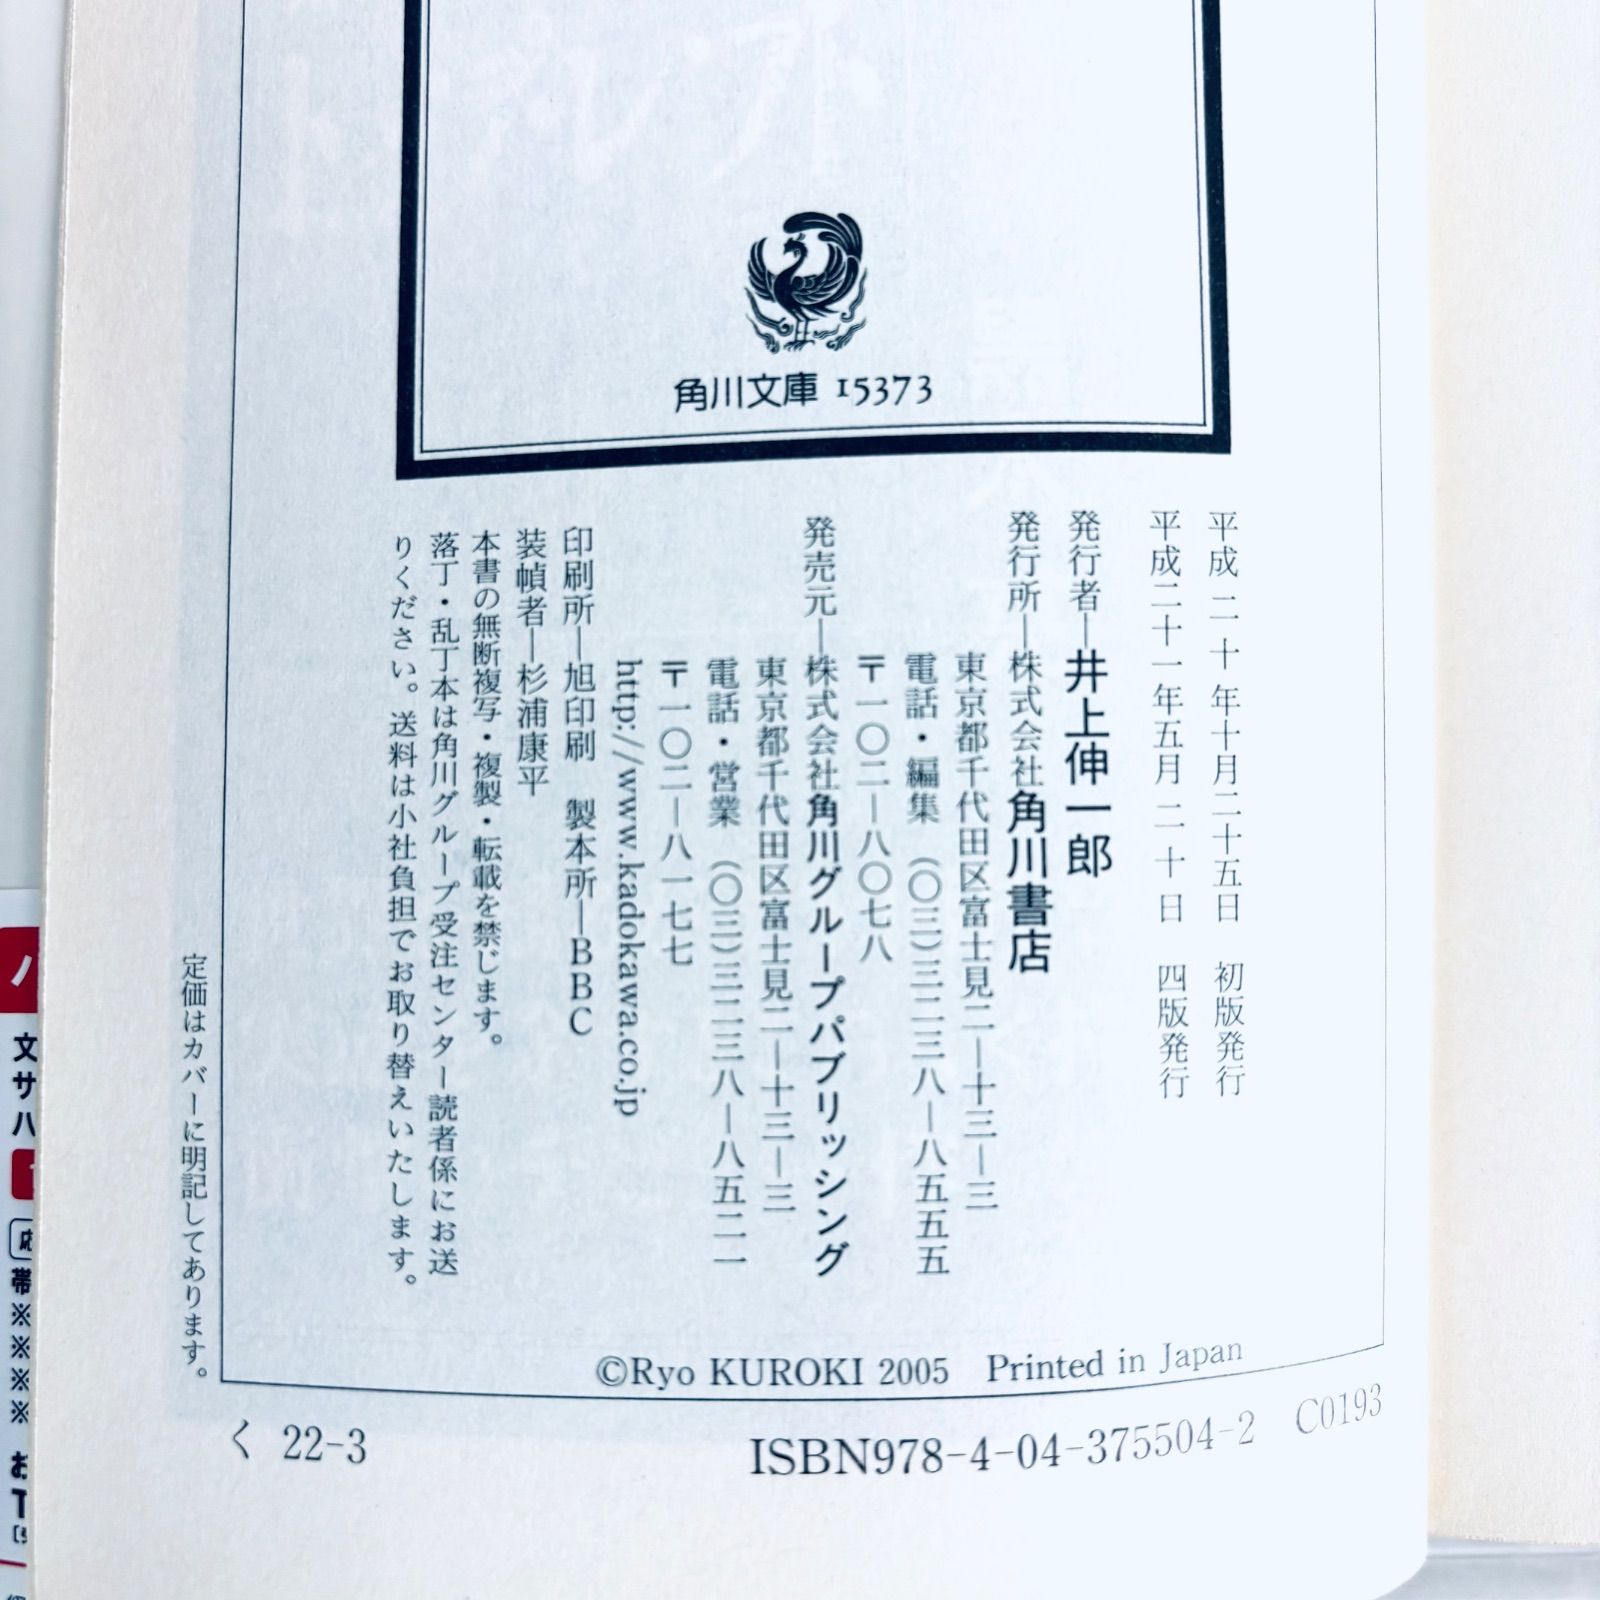 角川文庫 15373
平成二十年十月二十五日 初版発行
平成二十一年五月二十日 四版発行
発行者―井上伸一郎
発行所―株式会社角川書店
東京都千代田区富士見二―十三―三
電話・編集 (〇三)三二三八―八五五五
〒一〇二―八〇七八
発売元―株式会社角川グループパブリッシング
東京都千代田区富士見二―十三―三
電話・営業 (〇三)三二三八―八五二一
〒一〇二―八一七七
http://www.kadokawa.co.jp
印刷所―旭印刷 製本所―BBC
装幀者―杉浦康平
本書の無断複写・複製・転載を禁じます。
落丁・乱丁本は角川グループ受注センター読者係にお送
りください。送料は小社負担でお取り替えいたします。
定価はカバーに明記してあります。
©Ryo KUROKI 2005 Printed in Japan
く 22-3
ISBN978-4-04-375504-2 C0193